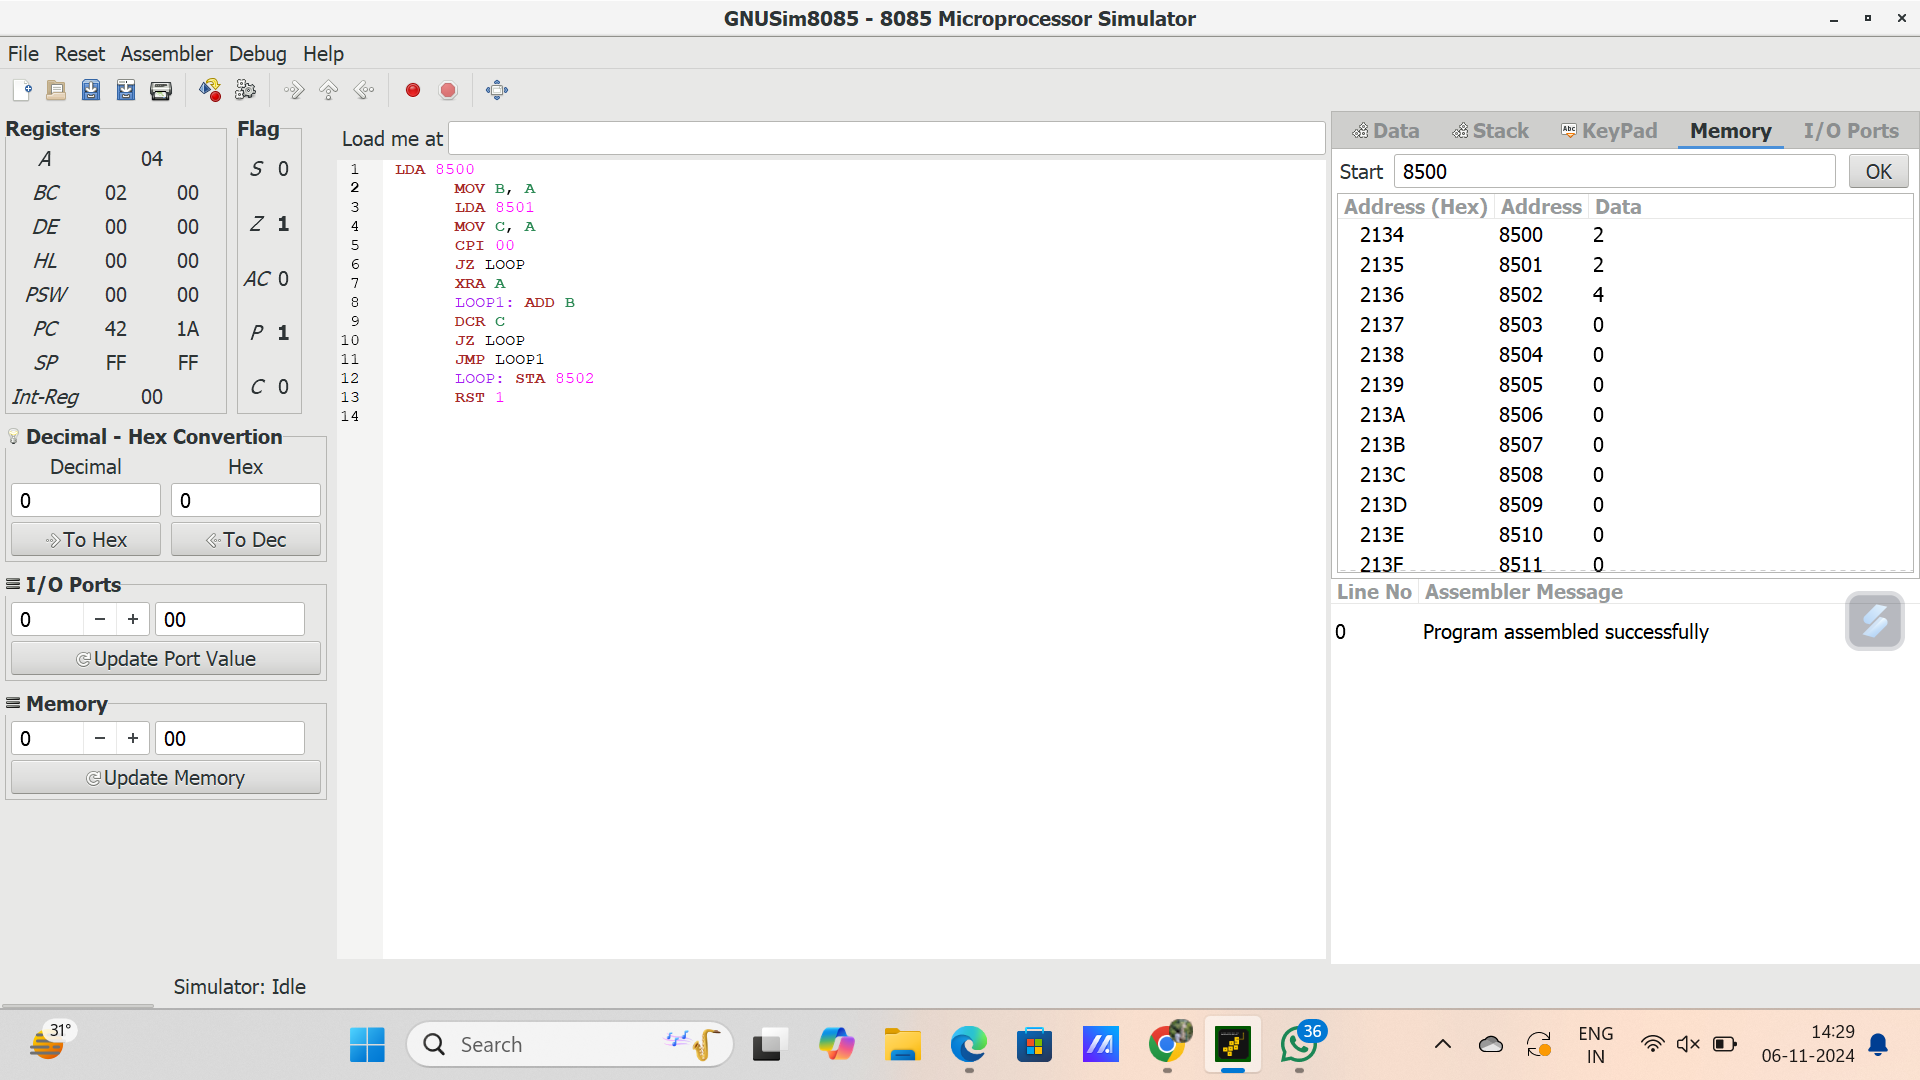 GNUSim8085 - 8085 Microprocessor Simulator
File Reset Assembler Debug Help
Registers
A 04
BC 02 00
DE 00 00
HL 00 00
PSW 00 00
PC 42 1A
SP FF FF
Int-Reg 00
Flag
S 0
Z 1
AC 0
P 1
C 0
Decimal - Hex Convertion
Decimal Hex
0 0
To Hex To Dec
I/O Ports
0 − + 00
Update Port Value
Memory
0 − + 00
Update Memory
Simulator: Idle
Load me at
1 LDA 8500
2 MOV B, A
3 LDA 8501
4 MOV C, A
5 CPI 00
6 JZ LOOP
7 XRA A
8 LOOP1: ADD B
9 DCR C
10 JZ LOOP
11 JMP LOOP1
12 LOOP: STA 8502
13 RST 1
14
Data Stack Abc KeyPad Memory I/O Ports
Start 8500 OK
Address (Hex) Address Data
2134 8500 2
2135 8501 2
2136 8502 4
2137 8503 0
2138 8504 0
2139 8505 0
213A 8506 0
213B 8507 0
213C 8508 0
213D 8509 0
213E 8510 0
213F 8511 0
Line No Assembler Message
0 Program assembled successfully
31°
Search
36
ENG
IN
14:29
06-11-2024